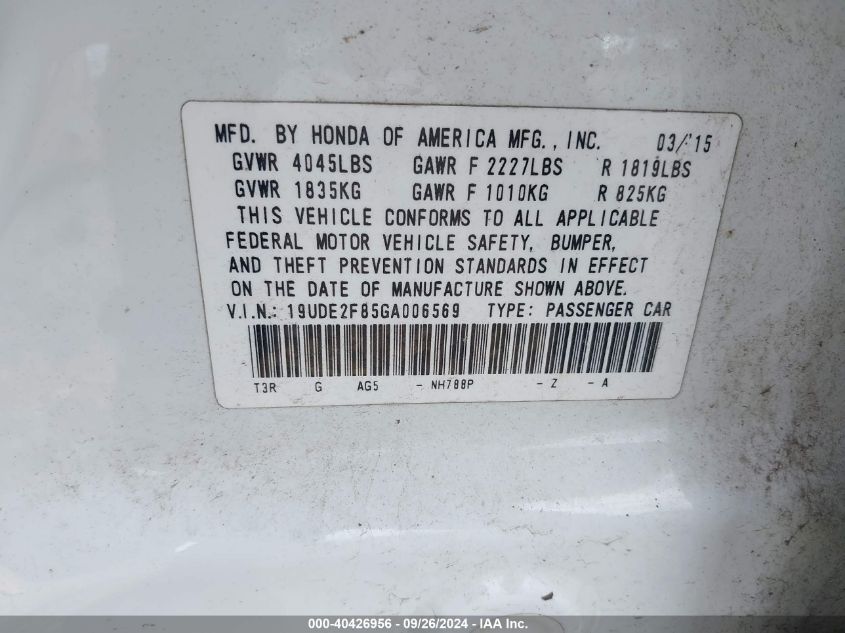 MFD. BY HONDA OF AMERICA MFG., INC. 03/'15
GVWR 4045LBS GAWR F 2227LBS R 1819LBS
GVWR 1835KG GAWR F 1010KG R 825KG
THIS VEHICLE CONFORMS TO ALL APPLICABLE
FEDERAL MOTOR VEHICLE SAFETY, BUMPER,
AND THEFT PREVENTION STANDARDS IN EFFECT
ON THE DATE OF MANUFACTURE SHOWN ABOVE.
V.I.N.: 19UDE2F85GA006569 TYPE: PASSENGER CAR
T3R G AG5 - NH788P - Z - A
000-40426956 - 09/26/2024 - IAA Inc.